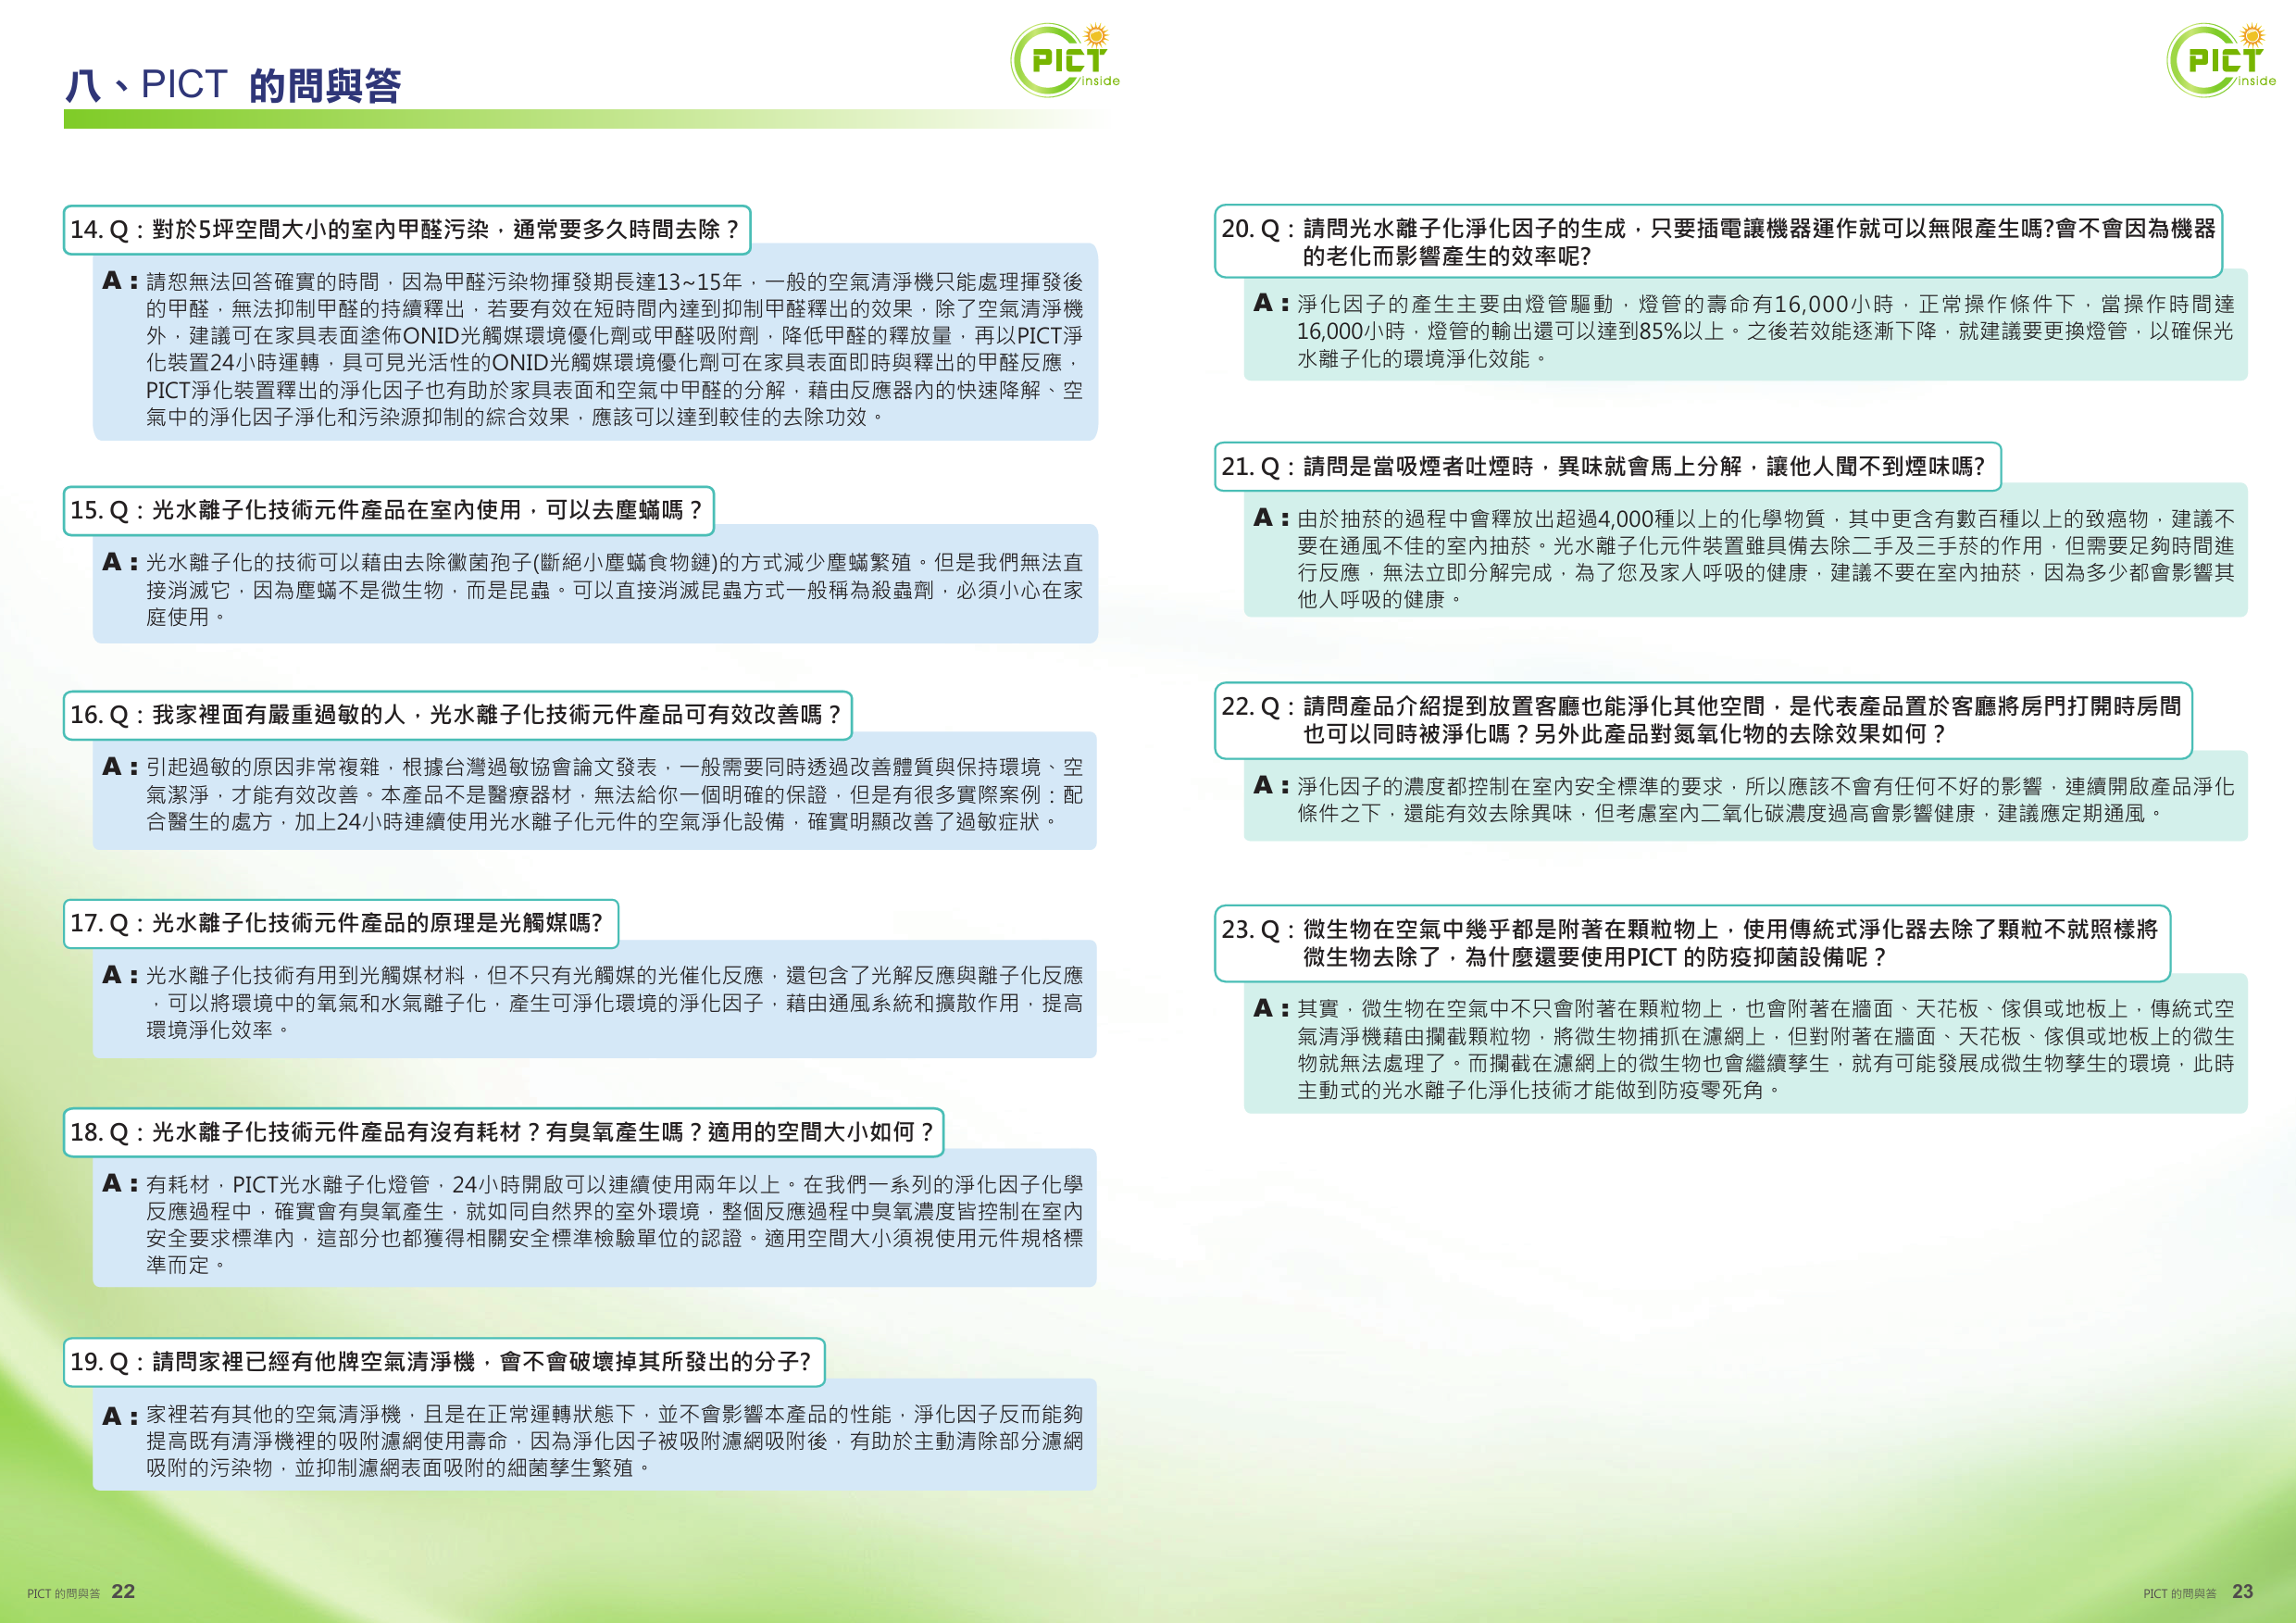 八、PICT 的問與答
PICT
inside
14. Q：對於5坪空間大小的室內甲醛污染，通常要多久時間去除？
A：請恕無法回答確實的時間，因為甲醛污染物揮發期長達13~15年，一般的空氣清淨機只能處理揮發後
的甲醛，無法抑制甲醛的持續釋出，若要有效在短時間內達到抑制甲醛釋出的效果，除了空氣清淨機
外，建議可在家具表面塗佈ONID光觸媒環境優化劑或甲醛吸附劑，降低甲醛的釋放量，再以PICT淨
化裝置24小時運轉，具可見光活性的ONID光觸媒環境優化劑可在家具表面即時與釋出的甲醛反應，
PICT淨化裝置釋出的淨化因子也有助於家具表面和空氣中甲醛的分解，藉由反應器內的快速降解、空
氣中的淨化因子淨化和污染源抑制的綜合效果，應該可以達到較佳的去除功效。
15. Q：光水離子化技術元件產品在室內使用，可以去塵蟎嗎？
A：光水離子化的技術可以藉由去除黴菌孢子(斷絕小塵蟎食物鏈)的方式減少塵蟎繁殖。但是我們無法直
接消滅它，因為塵蟎不是微生物，而是昆蟲。可以直接消滅昆蟲方式一般稱為殺蟲劑，必須小心在家
庭使用。
16. Q：我家裡面有嚴重過敏的人，光水離子化技術元件產品可有效改善嗎？
A：引起過敏的原因非常複雜，根據台灣過敏協會論文發表，一般需要同時透過改善體質與保持環境、空
氣潔淨，才能有效改善。本產品不是醫療器材，無法給你一個明確的保證，但是有很多實際案例：配
合醫生的處方，加上24小時連續使用光水離子化元件的空氣淨化設備，確實明顯改善了過敏症狀。
17. Q：光水離子化技術元件產品的原理是光觸媒嗎?
A：光水離子化技術有用到光觸媒材料，但不只有光觸媒的光催化反應，還包含了光解反應與離子化反應
，可以將環境中的氧氣和水氣離子化，產生可淨化環境的淨化因子，藉由通風系統和擴散作用，提高
環境淨化效率。
18. Q：光水離子化技術元件產品有沒有耗材？有臭氧產生嗎？適用的空間大小如何？
A：有耗材，PICT光水離子化燈管，24小時開啟可以連續使用兩年以上。在我們一系列的淨化因子化學
反應過程中，確實會有臭氧產生，就如同自然界的室外環境，整個反應過程中臭氧濃度皆控制在室內
安全要求標準內，這部分也都獲得相關安全標準檢驗單位的認證。適用空間大小須視使用元件規格標
準而定。
19. Q：請問家裡已經有他牌空氣清淨機，會不會破壞掉其所發出的分子?
A：家裡若有其他的空氣清淨機，且是在正常運轉狀態下，並不會影響本產品的性能，淨化因子反而能夠
提高既有清淨機裡的吸附濾網使用壽命，因為淨化因子被吸附濾網吸附後，有助於主動清除部分濾網
吸附的污染物，並抑制濾網表面吸附的細菌孳生繁殖。
PICT 的問與答 22
PICT
inside
20. Q：請問光水離子化淨化因子的生成，只要插電讓機器運作就可以無限產生嗎?會不會因為機器
的老化而影響產生的效率呢?
A：淨化因子的產生主要由燈管驅動，燈管的壽命有16,000小時，正常操作條件下，當操作時間達
16,000小時，燈管的輸出還可以達到85%以上。之後若效能逐漸下降，就建議要更換燈管，以確保光
水離子化的環境淨化效能。
21. Q：請問是當吸煙者吐煙時，異味就會馬上分解，讓他人聞不到煙味嗎?
A：由於抽菸的過程中會釋放出超過4,000種以上的化學物質，其中更含有數百種以上的致癌物，建議不
要在通風不佳的室內抽菸。光水離子化元件裝置雖具備去除二手及三手菸的作用，但需要足夠時間進
行反應，無法立即分解完成，為了您及家人呼吸的健康，建議不要在室內抽菸，因為多少都會影響其
他人呼吸的健康。
22. Q：請問產品介紹提到放置客廳也能淨化其他空間，是代表產品置於客廳將房門打開時房間
也可以同時被淨化嗎？另外此產品對氮氧化物的去除效果如何？
A：淨化因子的濃度都控制在室內安全標準的要求，所以應該不會有任何不好的影響，連續開啟產品淨化
條件之下，還能有效去除異味，但考慮室內二氧化碳濃度過高會影響健康，建議應定期通風。
23. Q：微生物在空氣中幾乎都是附著在顆粒物上，使用傳統式淨化器去除了顆粒不就照樣將
微生物去除了，為什麼還要使用PICT 的防疫抑菌設備呢？
A：其實，微生物在空氣中不只會附著在顆粒物上，也會附著在牆面、天花板、傢俱或地板上，傳統式空
氣清淨機藉由攔截顆粒物，將微生物捕抓在濾網上，但對附著在牆面、天花板、傢俱或地板上的微生
物就無法處理了。而攔截在濾網上的微生物也會繼續孳生，就有可能發展成微生物孳生的環境，此時
主動式的光水離子化淨化技術才能做到防疫零死角。
PICT 的問與答 23